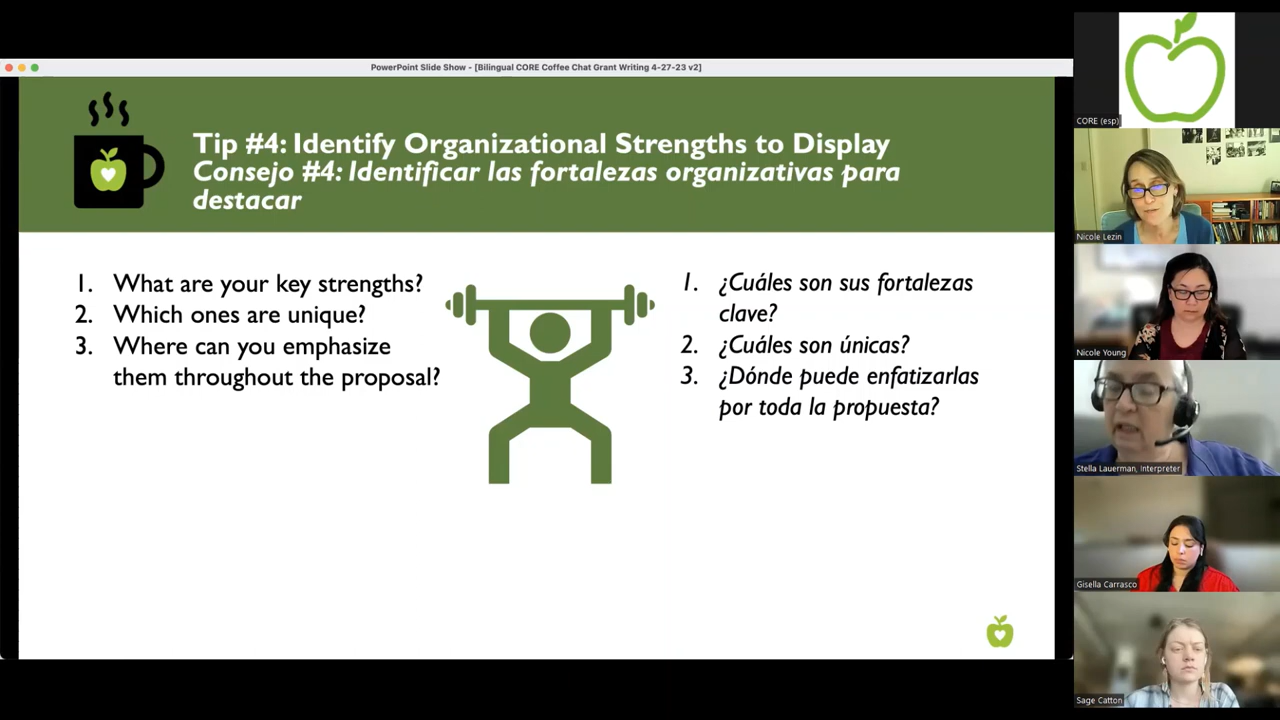 PowerPoint Slide Show - [Bilingual CORE Coffee Chat Grant Writing 4-27-23 v2]
Tip #4: Identify Organizational Strengths to Display
Consejo #4: Identificar las fortalezas organizativas para
destacar
1. What are your key strengths?
2. Which ones are unique?
3. Where can you emphasize
them throughout the proposal?
1. ¿Cuáles son sus fortalezas
clave?
2. ¿Cuáles son únicas?
3. ¿Dónde puede enfatizarlas
por toda la propuesta?
CORE (esp)
Nicole Lezin
Nicole Young
Stella Lauerman, Interpreter
Gisella Carrasco
Sage Catton